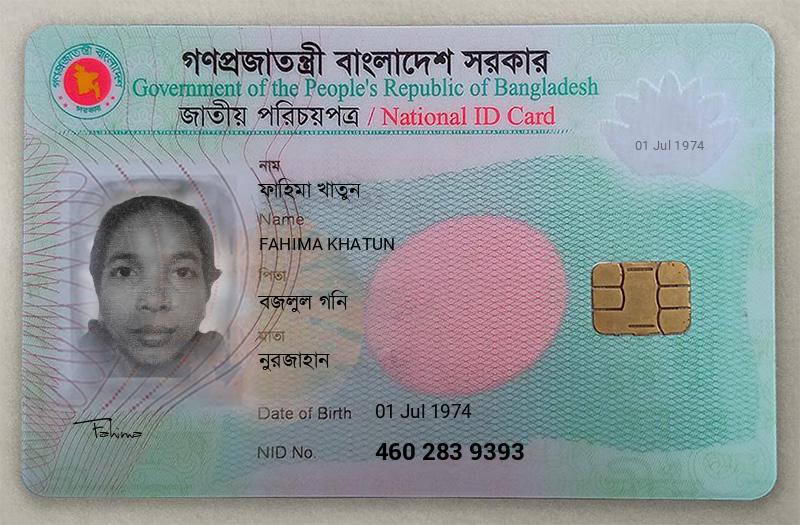 গণপ্রজাতন্ত্রী বাংলাদেশ সরকার
Government of the People's Republic of Bangladesh
জাতীয় পরিচয়পত্র / National ID Card
01 Jul 1974
নাম
ফাহিমা খাতুন
Name
FAHIMA KHATUN
পিতা
বজলুল গনি
মাতা
নুরজাহান
Date of Birth 01 Jul 1974
Fahima
NID No. 460 283 9393